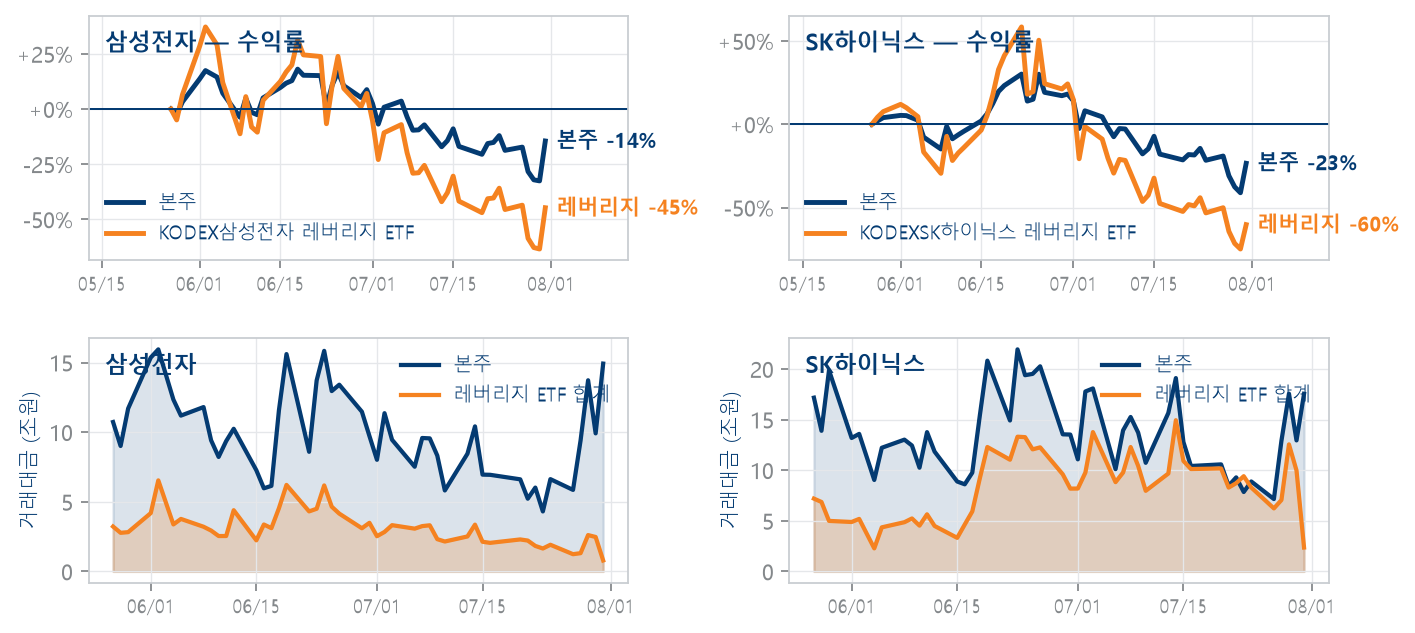 삼성전자 — 수익률
+25%
+0%
-25%
-50%
본주 -14%
레버리지 -45%
본주
KODEX삼성전자 레버리지 ETF
05/15 06/01 06/15 07/01 07/15 08/01
SK하이닉스 — 수익률
+50%
+0%
-50%
본주 -23%
레버리지 -60%
본주
KODEXSK하이닉스 레버리지 ETF
05/15 06/01 06/15 07/01 07/15 08/01
삼성전자
본주
레버리지 ETF 합계
거래대금 (조원)
15
10
5
0
06/01 06/15 07/01 07/15 08/01
SK하이닉스
본주
레버리지 ETF 합계
거래대금 (조원)
20
15
10
5
0
06/01 06/15 07/01 07/15 08/01